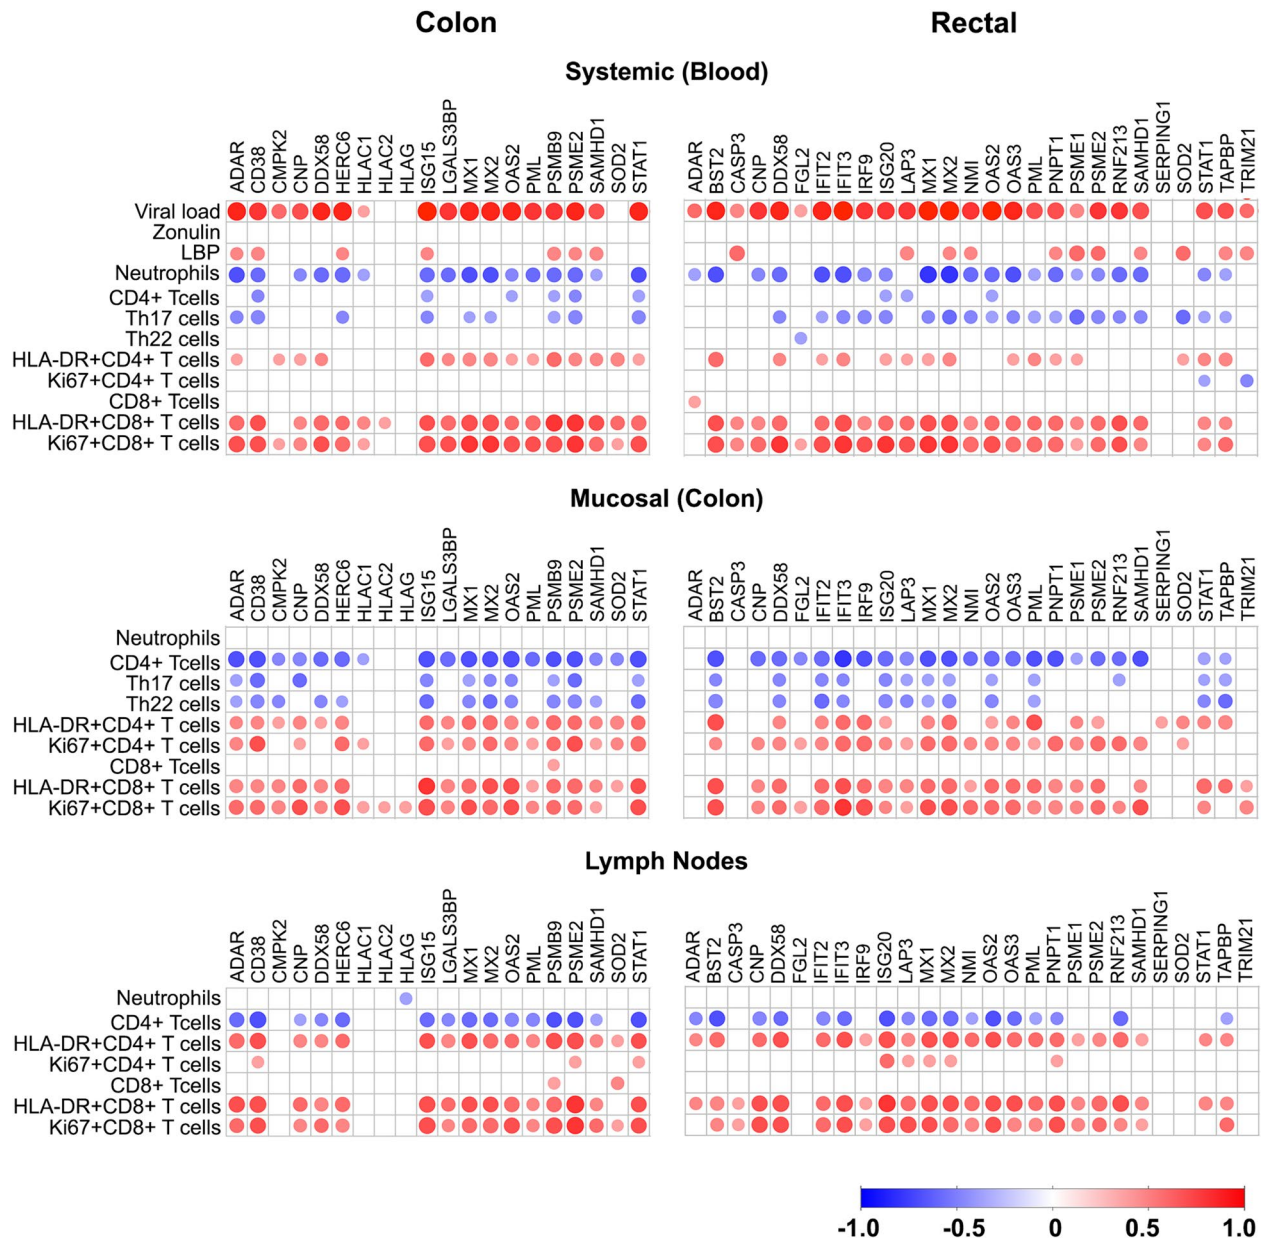 Colon Rectal
Systemic (Blood)
ADAR CD38 CMPK2 CNP DDX58 HERC6 HLAC1 HLAC2 HLAG ISG15 LGALS3BP MX1 MX2 OAS2 PML PSMB9 PSME2 SAMHD1 SOD2 STAT1 ADAR BST2 CASP3 CNP DDX58 FGL2 IFIT2 IFIT3 IRF9 ISG20 LAP3 MX1 MX2 NMI OAS2 OAS3 PML PNPT1 PSME1 PSME2 RNF213 SAMHD1 SERPING1 SOD2 STAT1 TAPBP TRIM21
Viral load
Zonulin
LBP
Neutrophils
CD4+ Tcells
Th17 cells
Th22 cells
HLA-DR+CD4+ T cells
Ki67+CD4+ T cells
CD8+ Tcells
HLA-DR+CD8+ T cells
Ki67+CD8+ T cells
Mucosal (Colon)
ADAR CD38 CMPK2 CNP DDX58 HERC6 HLAC1 HLAC2 HLAG ISG15 LGALS3BP MX1 MX2 OAS2 PML PSMB9 PSME2 SAMHD1 SOD2 STAT1 ADAR BST2 CASP3 CNP DDX58 FGL2 IFIT2 IFIT3 IRF9 ISG20 LAP3 MX1 MX2 NMI OAS2 OAS3 PML PNPT1 PSME1 PSME2 RNF213 SAMHD1 SERPING1 SOD2 STAT1 TAPBP TRIM21
Neutrophils
CD4+ Tcells
Th17 cells
Th22 cells
HLA-DR+CD4+ T cells
Ki67+CD4+ T cells
CD8+ Tcells
HLA-DR+CD8+ T cells
Ki67+CD8+ T cells
Lymph Nodes
ADAR CD38 CMPK2 CNP DDX58 HERC6 HLAC1 HLAC2 HLAG ISG15 LGALS3BP MX1 MX2 OAS2 PML PSMB9 PSME2 SAMHD1 SOD2 STAT1 ADAR BST2 CASP3 CNP DDX58 FGL2 IFIT2 IFIT3 IRF9 ISG20 LAP3 MX1 MX2 NMI OAS2 OAS3 PML PNPT1 PSME1 PSME2 RNF213 SAMHD1 SERPING1 SOD2 STAT1 TAPBP TRIM21
Neutrophils
CD4+ Tcells
HLA-DR+CD4+ T cells
Ki67+CD4+ T cells
CD8+ Tcells
HLA-DR+CD8+ T cells
Ki67+CD8+ T cells
-1.0 -0.5 0 0.5 1.0